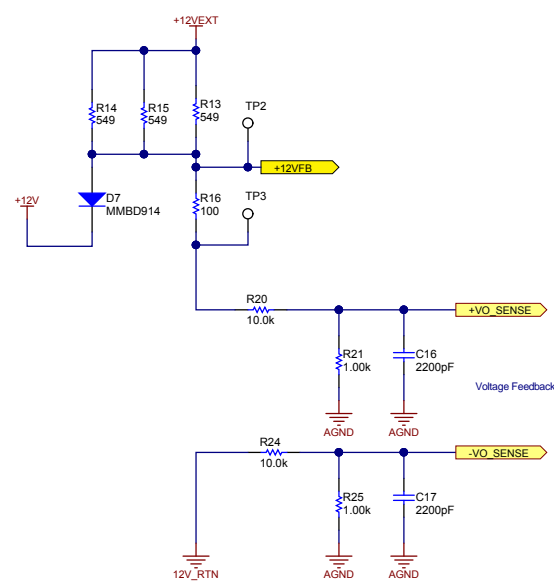 +12VEXT
R14
549
R15
549
R13
549
TP2
+12VFB
+12V
D7
MMBD914
R16
100
TP3
R20
10.0k
+VO_SENSE
R21
1.00k
C16
2200pF
Voltage Feedback
AGND
AGND
R24
10.0k
-VO_SENSE
R25
1.00k
C17
2200pF
12V_RTN
AGND
AGND